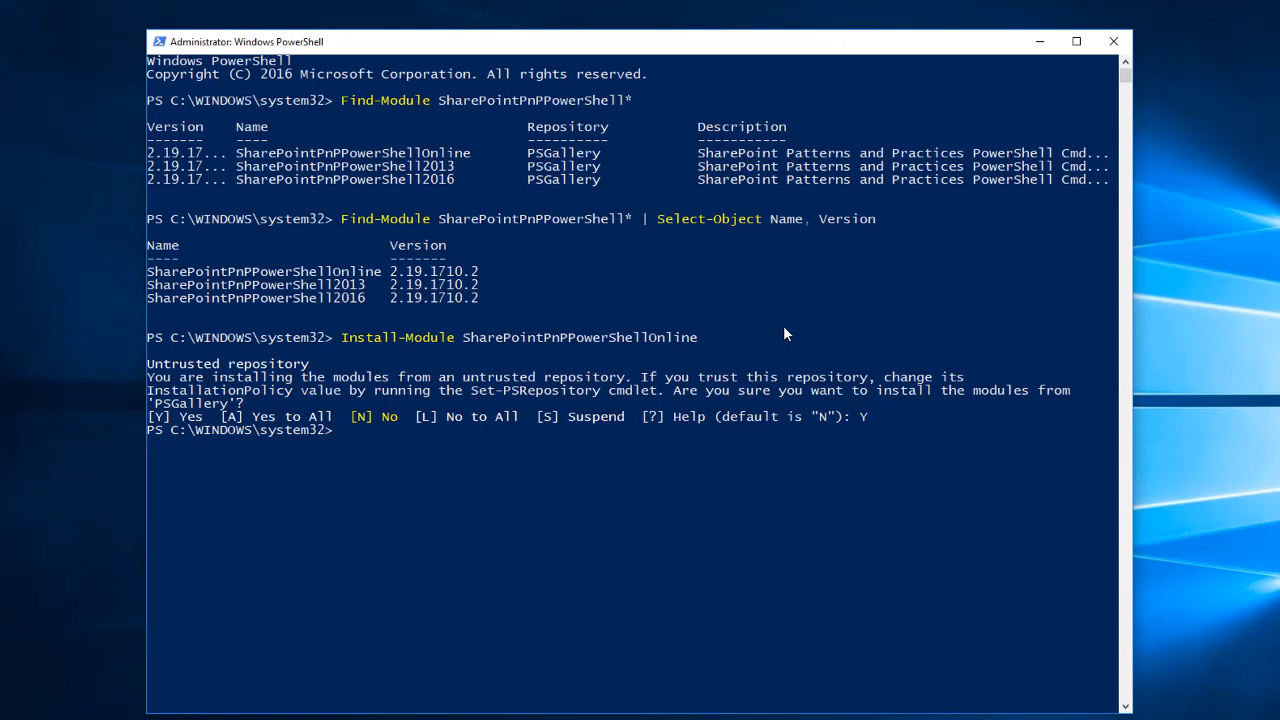 Administrator: Windows PowerShell
Windows PowerShell
Copyright (C) 2016 Microsoft Corporation. All rights reserved.
PS C:\WINDOWS\system32> Find-Module SharePointPnPPowerShell*
Version Name Repository Description
------- ---- ---------- -----------
2.19.17... SharePointPnPPowerShellOnline PSGallery SharePoint Patterns and Practices PowerShell Cmd...
2.19.17... SharePointPnPPowerShell2013 PSGallery SharePoint Patterns and Practices PowerShell Cmd...
2.19.17... SharePointPnPPowerShell2016 PSGallery SharePoint Patterns and Practices PowerShell Cmd...
PS C:\WINDOWS\system32> Find-Module SharePointPnPPowerShell* | Select-Object Name, Version
Name Version
---- -------
SharePointPnPPowerShellOnline 2.19.1710.2
SharePointPnPPowerShell2013 2.19.1710.2
SharePointPnPPowerShell2016 2.19.1710.2
PS C:\WINDOWS\system32> Install-Module SharePointPnPPowerShellOnline
Untrusted repository
You are installing the modules from an untrusted repository. If you trust this repository, change its
InstallationPolicy value by running the Set-PSRepository cmdlet. Are you sure you want to install the modules from
'PSGallery'?
[Y] Yes [A] Yes to All [N] No [L] No to All [S] Suspend [?] Help (default is "N"): Y
PS C:\WINDOWS\system32>